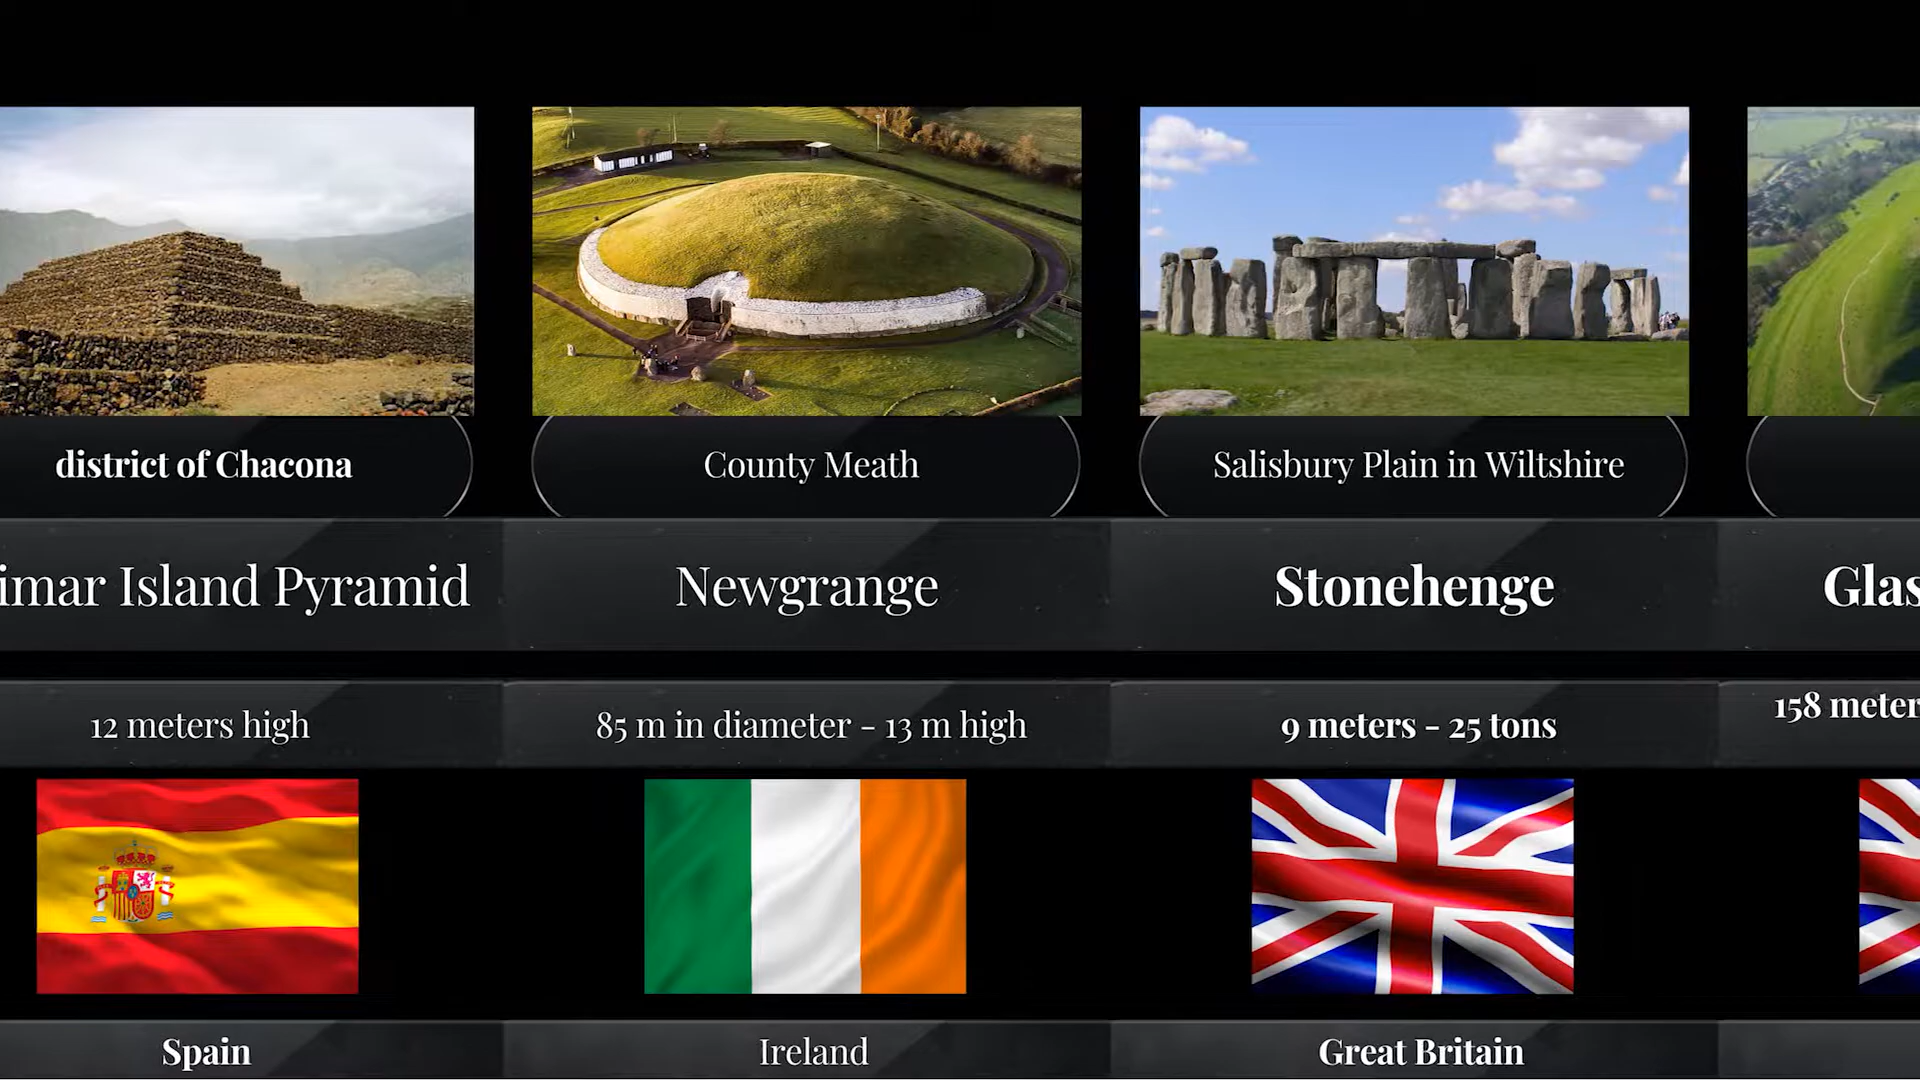 district of Chacona
County Meath
Salisbury Plain in Wiltshire
imar Island Pyramid
Newgrange
Stonehenge
Glas
12 meters high
85 m in diameter - 13 m high
9 meters - 25 tons
158 meter
Spain
Ireland
Great Britain